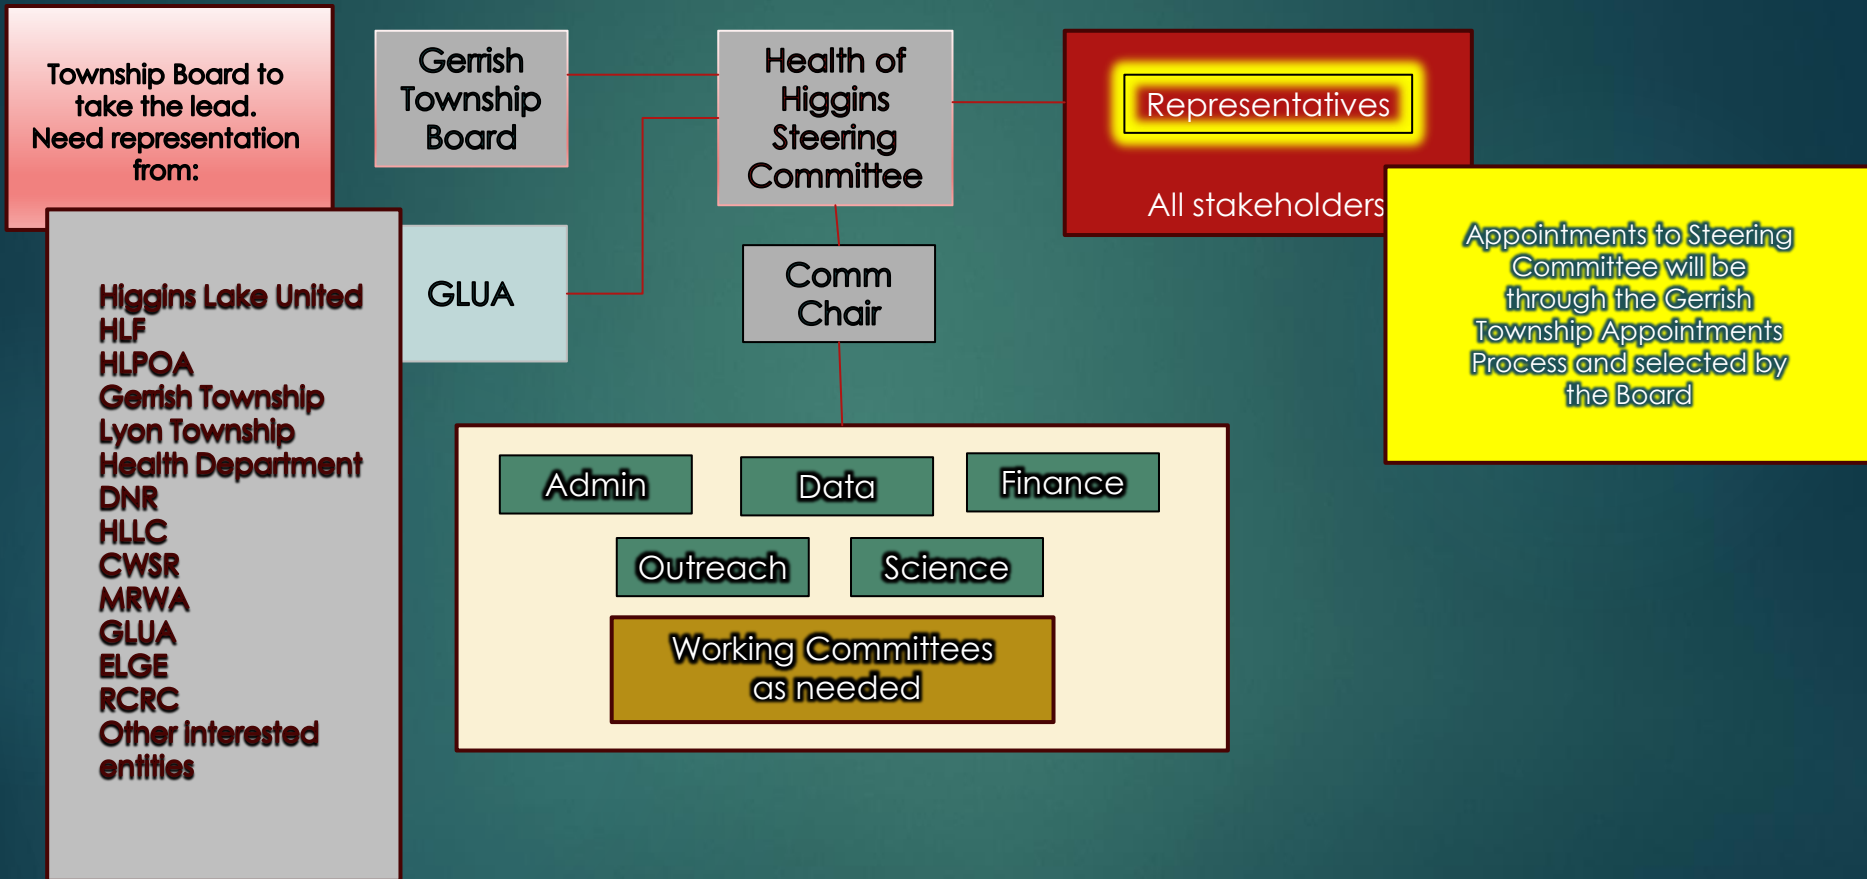 Township Board to
take the lead.
Need representation
from:
Higgins Lake United
HLF
HLPOA
Gerrish Township
Lyon Township
Health Department
DNR
HLLC
CWSR
MRWA
GLUA
ELGE
RCRC
Other interested
entities
Gerrish
Township
Board
GLUA
Health of
Higgins
Steering
Committee
Comm
Chair
Representatives
All stakeholders
Appointments to Steering
Committee will be
through the Gerrish
Township Appointments
Process and selected by
the Board
Admin
Data
Finance
Outreach
Science
Working Committees
as needed